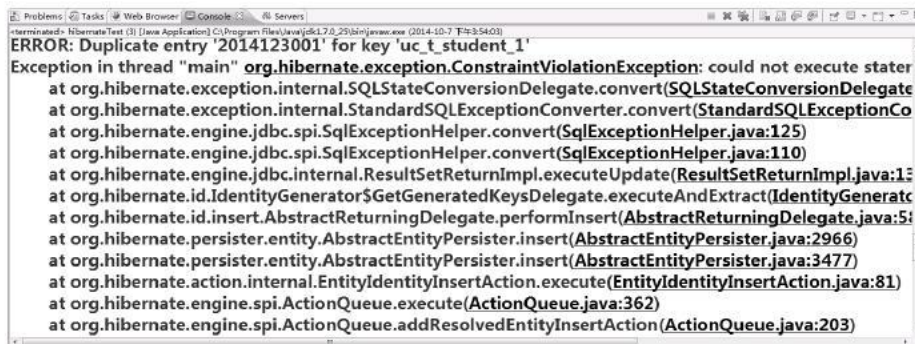 Problems Tasks Web Browser Console Servers
<terminated> hibernateTest (3) [Java Application] C:\Program Files\Java\jdk1.7.0_25\bin\javaw.exe (2014-10-7 下午3:54:03)
ERROR: Duplicate entry '2014123001' for key 'uc_t_student_1'
Exception in thread "main" org.hibernate.exception.ConstraintViolationException: could not execute stater
at org.hibernate.exception.internal.SQLStateConversionDelegate.convert(SQLStateConversionDelegate
at org.hibernate.exception.internal.StandardSQLExceptionConverter.convert(StandardSQLExceptionCo
at org.hibernate.engine.jdbc.spi.SqlExceptionHelper.convert(SqlExceptionHelper.java:125)
at org.hibernate.engine.jdbc.spi.SqlExceptionHelper.convert(SqlExceptionHelper.java:110)
at org.hibernate.engine.jdbc.internal.ResultSetReturnImpl.executeUpdate(ResultSetReturnImpl.java:13
at org.hibernate.id.IdentityGenerator$GetGeneratedKeysDelegate.executeAndExtract(IdentityGenerato
at org.hibernate.id.insert.AbstractReturningDelegate.performInsert(AbstractReturningDelegate.java:58
at org.hibernate.persister.entity.AbstractEntityPersister.insert(AbstractEntityPersister.java:2966)
at org.hibernate.persister.entity.AbstractEntityPersister.insert(AbstractEntityPersister.java:3477)
at org.hibernate.action.internal.EntityIdentityInsertAction.execute(EntityIdentityInsertAction.java:81)
at org.hibernate.engine.spi.ActionQueue.execute(ActionQueue.java:362)
at org.hibernate.engine.spi.ActionQueue.addResolvedEntityInsertAction(ActionQueue.java:203)